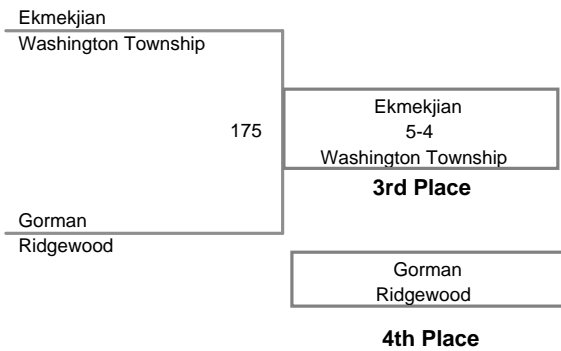 Ekmekjian
Washington Township
175
Ekmekjian
5-4
Washington Township
3rd Place
Gorman
Ridgewood
Gorman
Ridgewood
4th Place